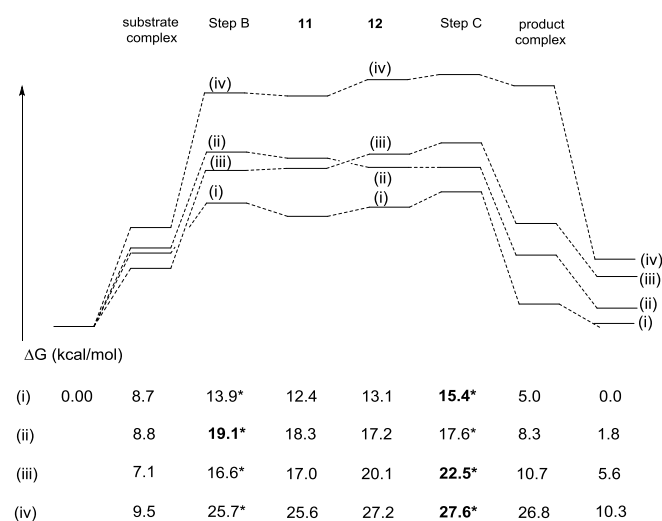 substrate complex Step B 11 12 Step C product complex
(iv) (iv)
(ii) (iii)
(iii) (ii)
(i) (i)
(iv)
(iii)
(ii)
(i)
ΔG (kcal/mol)
(i) 0.00 8.7 13.9* 12.4 13.1 15.4* 5.0 0.0
(ii) 8.8 19.1* 18.3 17.2 17.6* 8.3 1.8
(iii) 7.1 16.6* 17.0 20.1 22.5* 10.7 5.6
(iv) 9.5 25.7* 25.6 27.2 27.6* 26.8 10.3